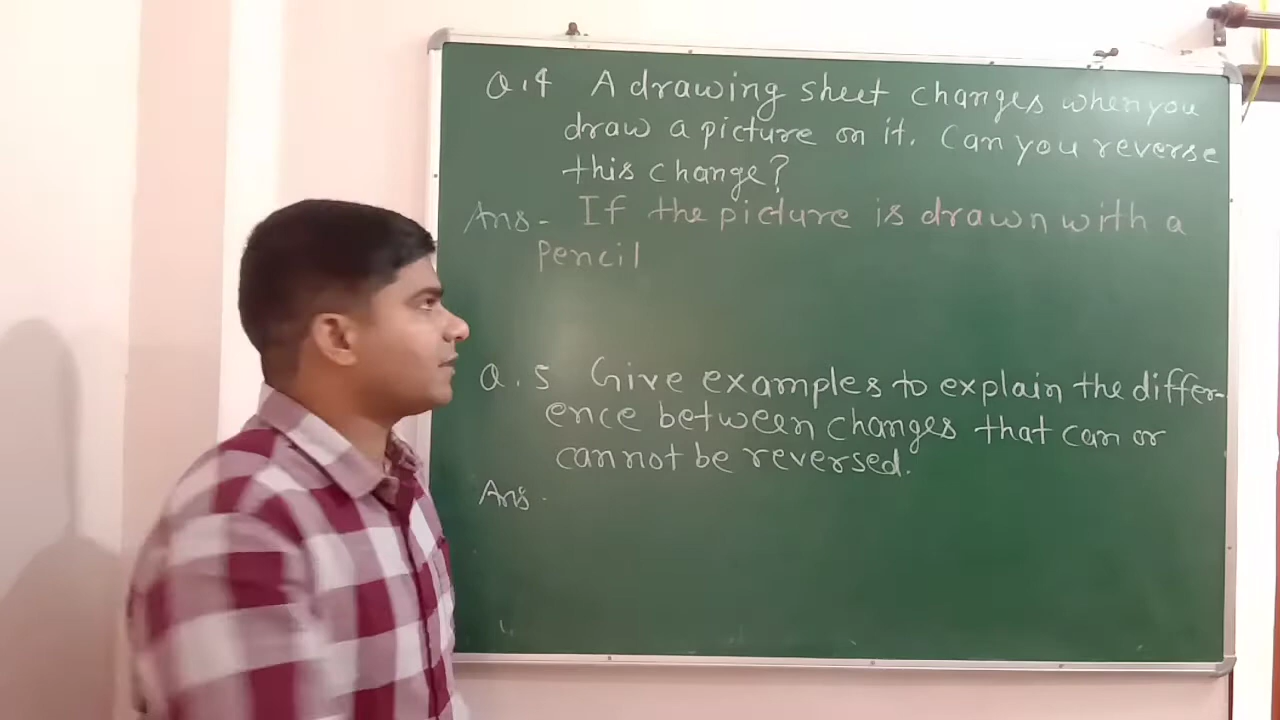 Q.4 A drawing sheet changes when you
draw a picture on it. Can you reverse
this change?
Ans - If the picture is drawn with a
pencil
Q.5 Give examples to explain the differ-
ence between changes that can or
cannot be reversed.
Ans.